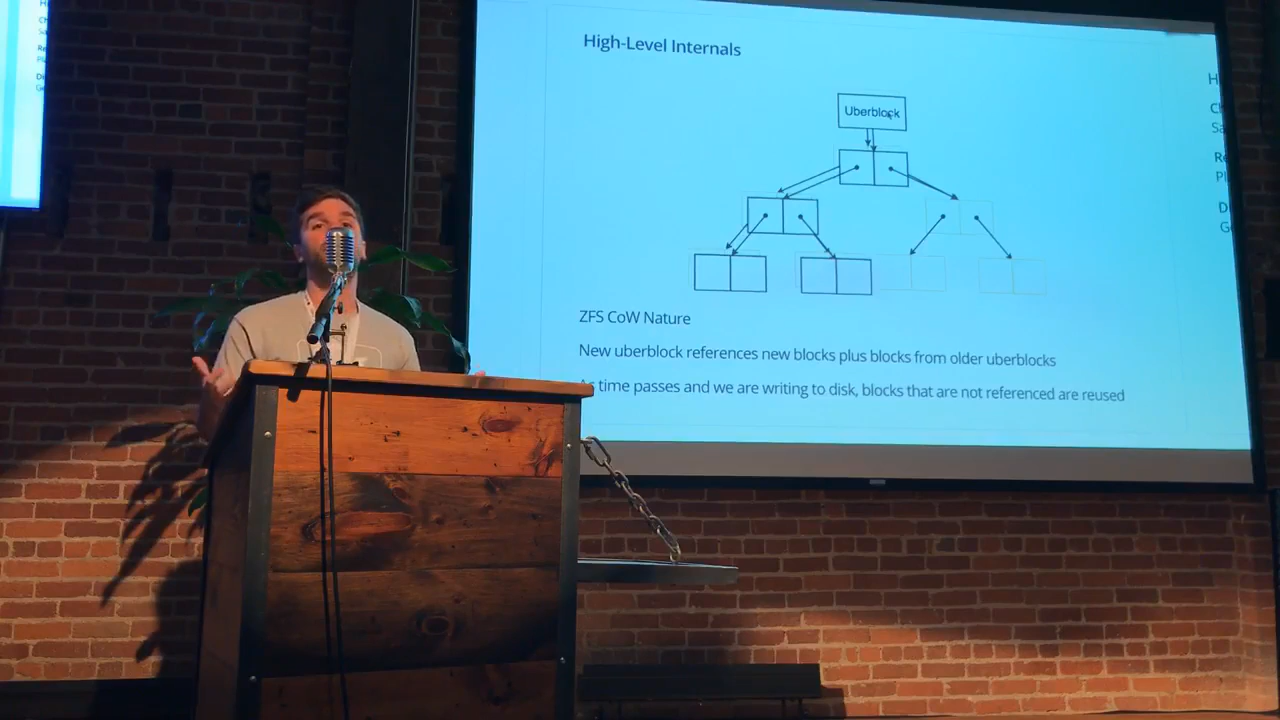 High-Level Internals
Uberblock
ZFS CoW Nature
New uberblock references new blocks plus blocks from older uberblocks
As time passes and we are writing to disk, blocks that are not referenced are reused